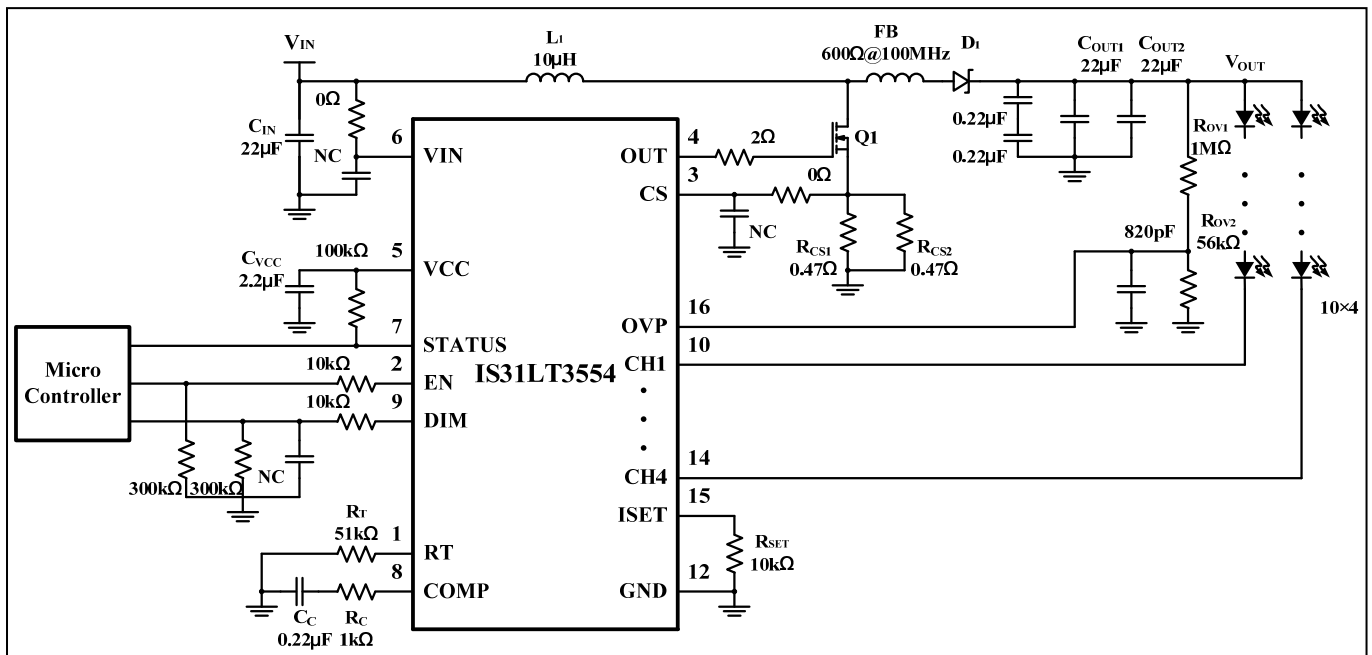 VIN
L1
10µH
FB
600Ω@100MHz
D1
COUT1
22µF
COUT2
22µF
VOUT
0Ω
CIN
22µF
NC
6
VIN
OUT
4
2Ω
Q1
0.22µF
0.22µF
ROV1
1MΩ
CS
3
0Ω
NC
RCS1
0.47Ω
RCS2
0.47Ω
820pF
ROV2
56kΩ
10×4
CVCC
2.2µF
100kΩ
5
VCC
7
STATUS
OVP
16
Micro
Controller
10kΩ
2
EN
IS31LT3554
CH1
10
10kΩ
9
DIM
300kΩ
300kΩ
NC
CH4
14
ISET
15
RSET
10kΩ
RT
51kΩ
1
RT
8
COMP
GND
12
CC
0.22µF
RC
1kΩ